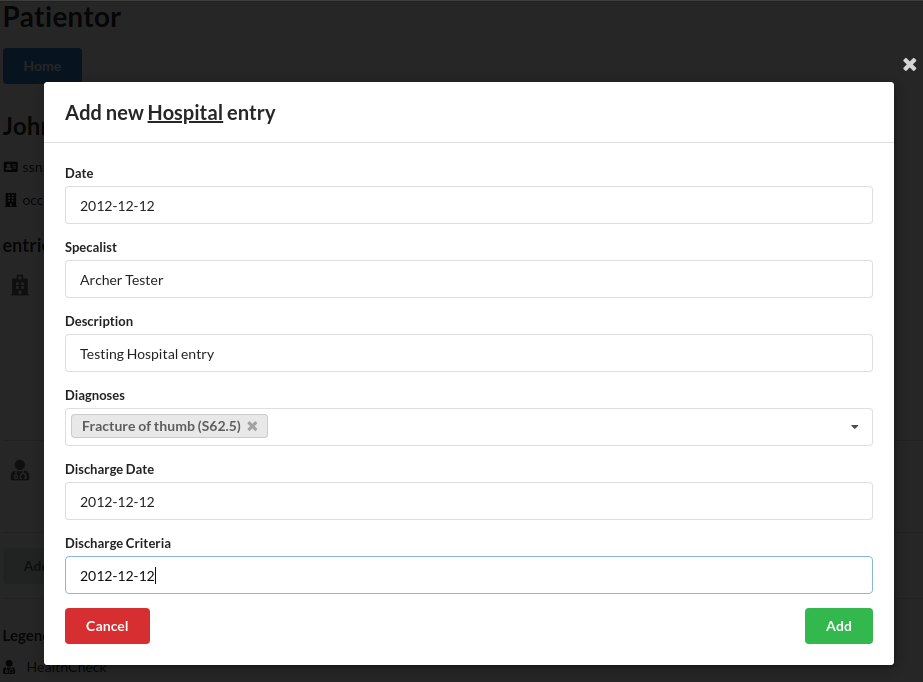 Patientor
Home
Add new Hospital entry
Joh
ssn
occ
entri
Date
2012-12-12
Specalist
Archer Tester
Description
Testing Hospital entry
Diagnoses
Fracture of thumb (S62.5)
Discharge Date
2012-12-12
Discharge Criteria
2012-12-12
Ad
Cancel
Add
Legen
HealthCheck